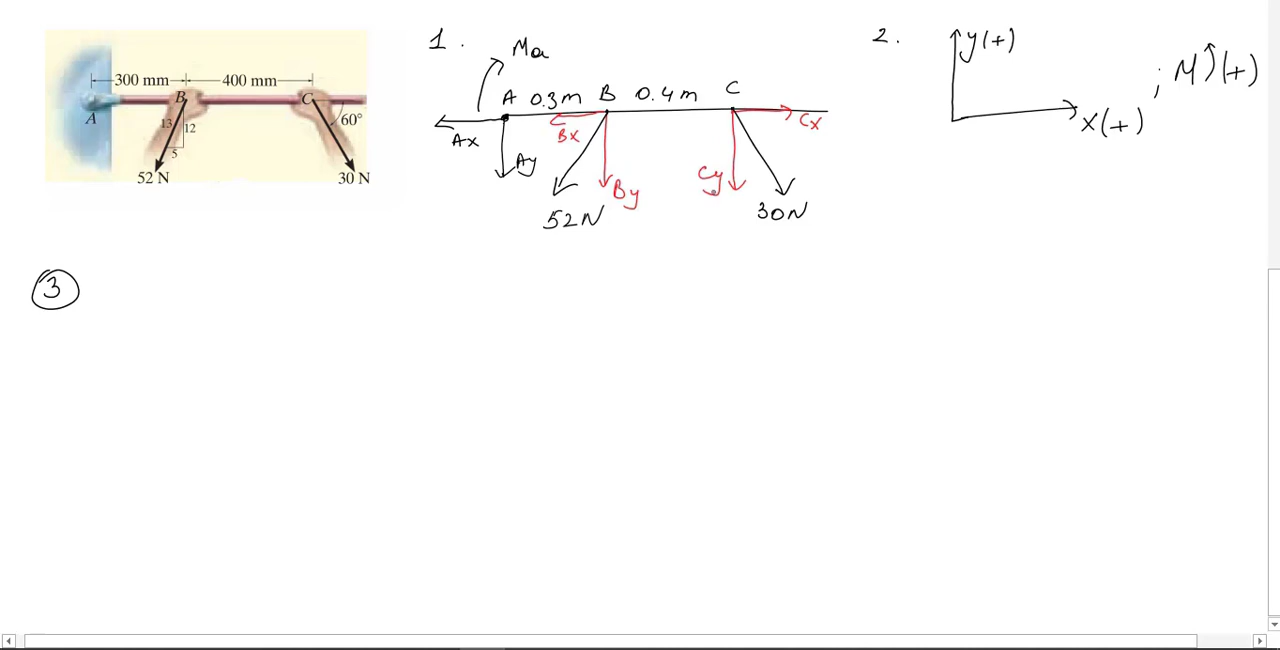 300 mm
400 mm
A
B
C
13
12
5
60°
52 N
30 N
1.
Ma
A 0.3m B 0.4m C
Ax
Ay
Bx
By
Cx
Cy
52N
30N
2.
y(+)
x(+)
; M (+)
3